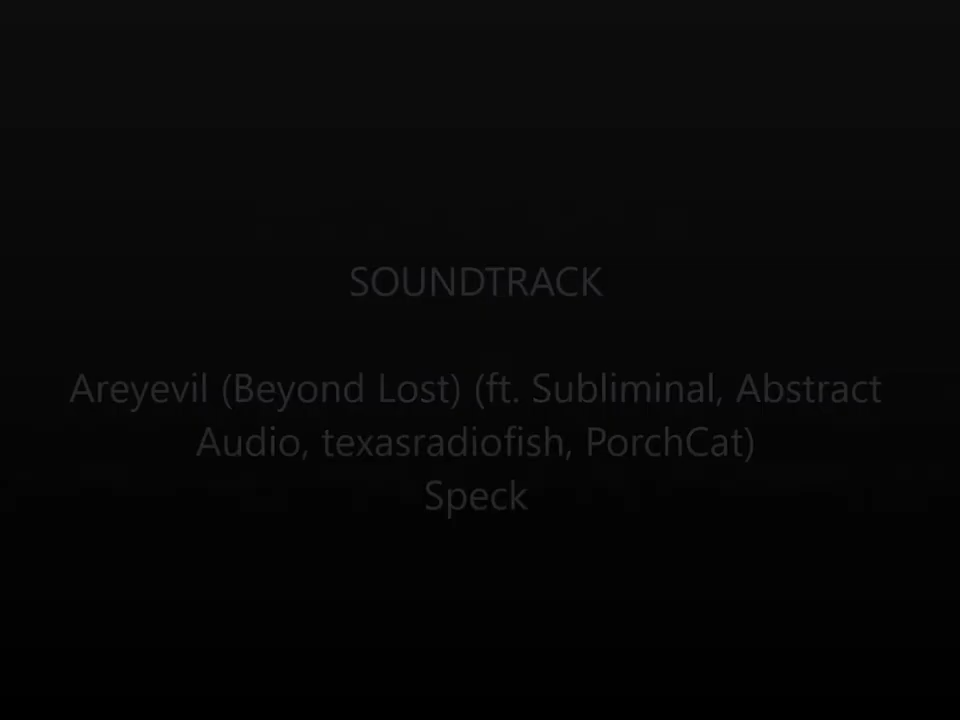 SOUNDTRACK
Areyevil (Beyond Lost) (ft. Subliminal, Abstract
Audio, texasradiofish, PorchCat)
Speck